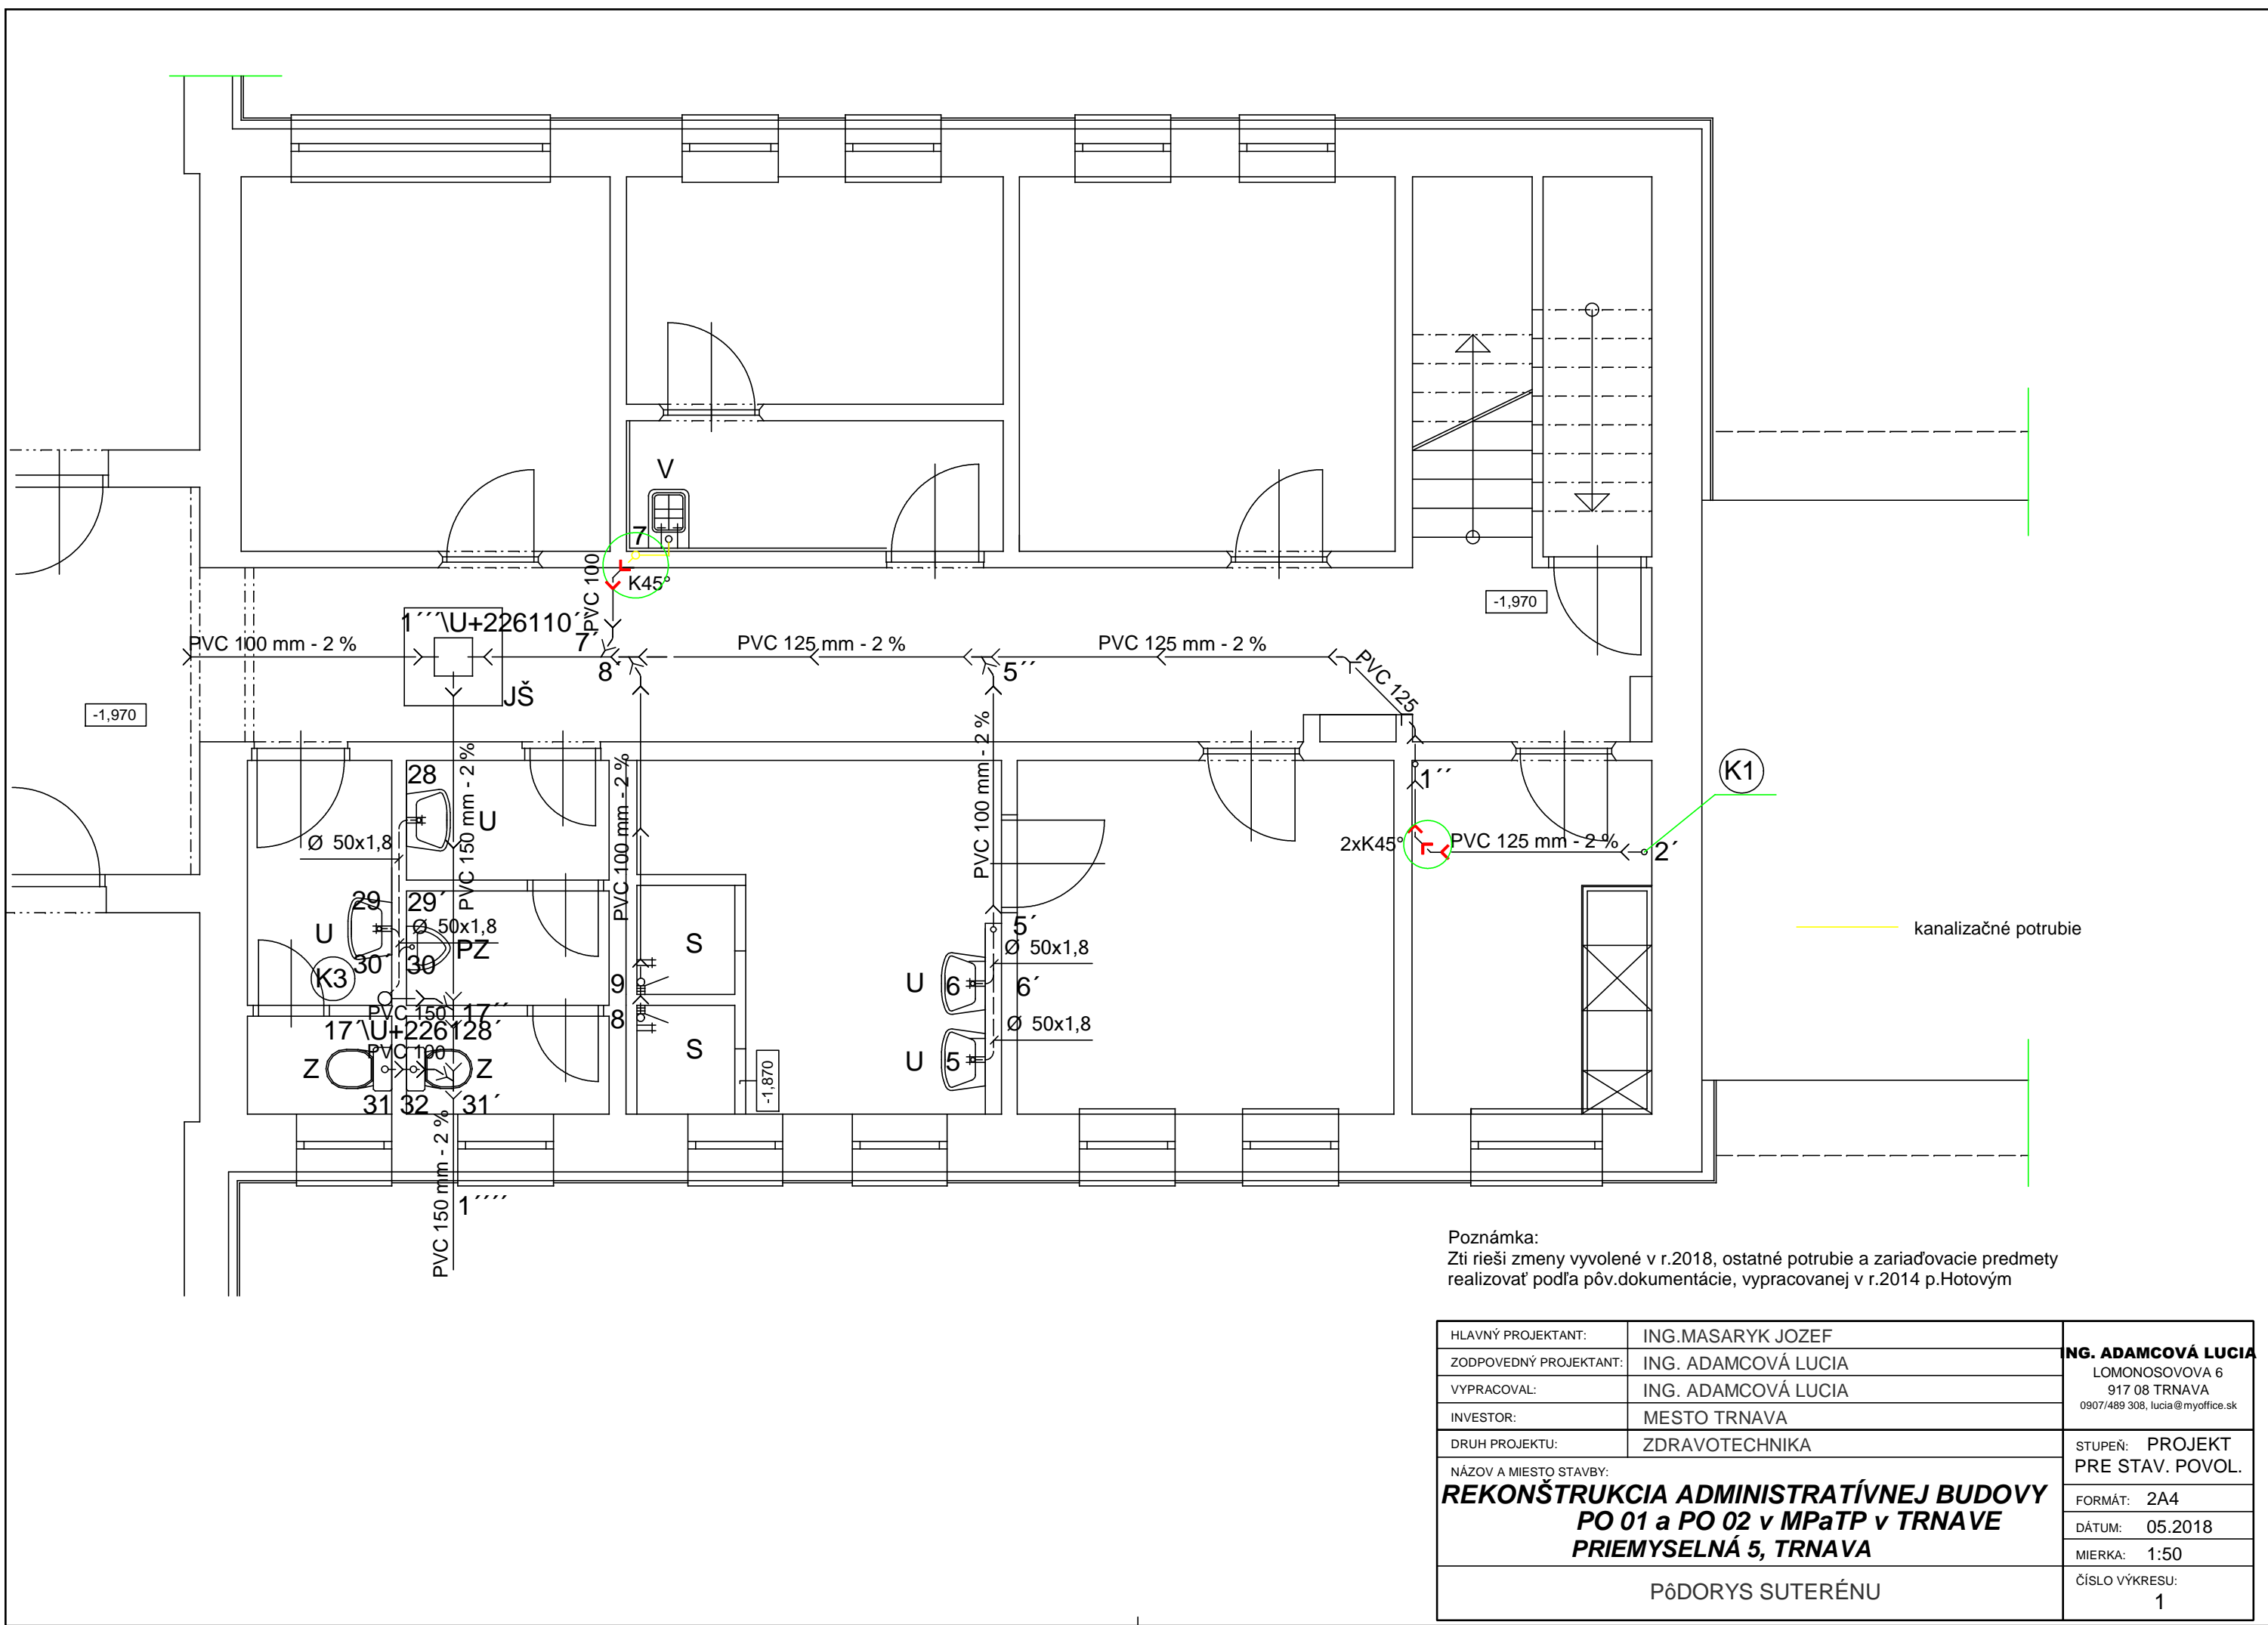 V
7
K45°
PVC 100
-1,970
1´´´\U+226110´´
7´
PVC 100 mm - 2 %
PVC 125 mm - 2 %
PVC 125 mm - 2 %
8´
5´´
PVC 125
JŠ
-1,970
PVC 150 mm - 2 %
PVC 100 mm - 2 %
PVC 100 mm - 2 %
28
U
1´´
K1
Ø 50x1,8
2xK45°
PVC 125 mm - 2 %
2´
29
29´
Ø 50x1,8
U
PZ
30´
30
K3
S
5´
Ø 50x1,8
U
6
6´
9
8
PVC 150
17´´
17´\U+226128´
PVC 100
Ø 50x1,8
Z
Z
S
U
5
-1,870
31
32
31´
PVC 150 mm - 2 %
1´´´´
kanalizačné potrubie
Poznámka:
Zti rieši zmeny vyvolené v r.2018, ostatné potrubie a zariaďovacie predmety
realizovať podľa pôv.dokumentácie, vypracovanej v r.2014 p.Hotovým
HLAVNÝ PROJEKTANT: ING.MASARYK JOZEF
ZODPOVEDNÝ PROJEKTANT: ING. ADAMCOVÁ LUCIA
VYPRACOVAL: ING. ADAMCOVÁ LUCIA
INVESTOR: MESTO TRNAVA
DRUH PROJEKTU: ZDRAVOTECHNIKA
NÁZOV A MIESTO STAVBY:
REKONŠTRUKCIA ADMINISTRATÍVNEJ BUDOVY
PO 01 a PO 02 v MPaTP v TRNAVE
PRIEMYSELNÁ 5, TRNAVA
PôDORYS SUTERÉNU
ING. ADAMCOVÁ LUCIA
LOMONOSOVOVA 6
917 08 TRNAVA
0907/489 308, lucia@myoffice.sk
STUPEŇ: PROJEKT
PRE STAV. POVOL.
FORMÁT: 2A4
DÁTUM: 05.2018
MIERKA: 1:50
ČÍSLO VÝKRESU:
1